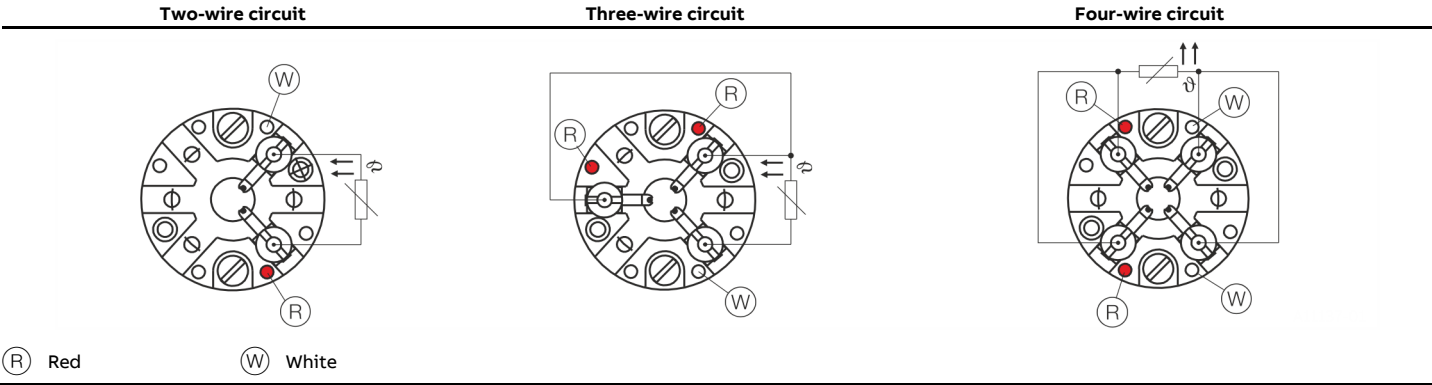 Two-wire circuit Three-wire circuit Four-wire circuit
W ϑ R
R R ϑ W
R W ϑ R W
R Red W White